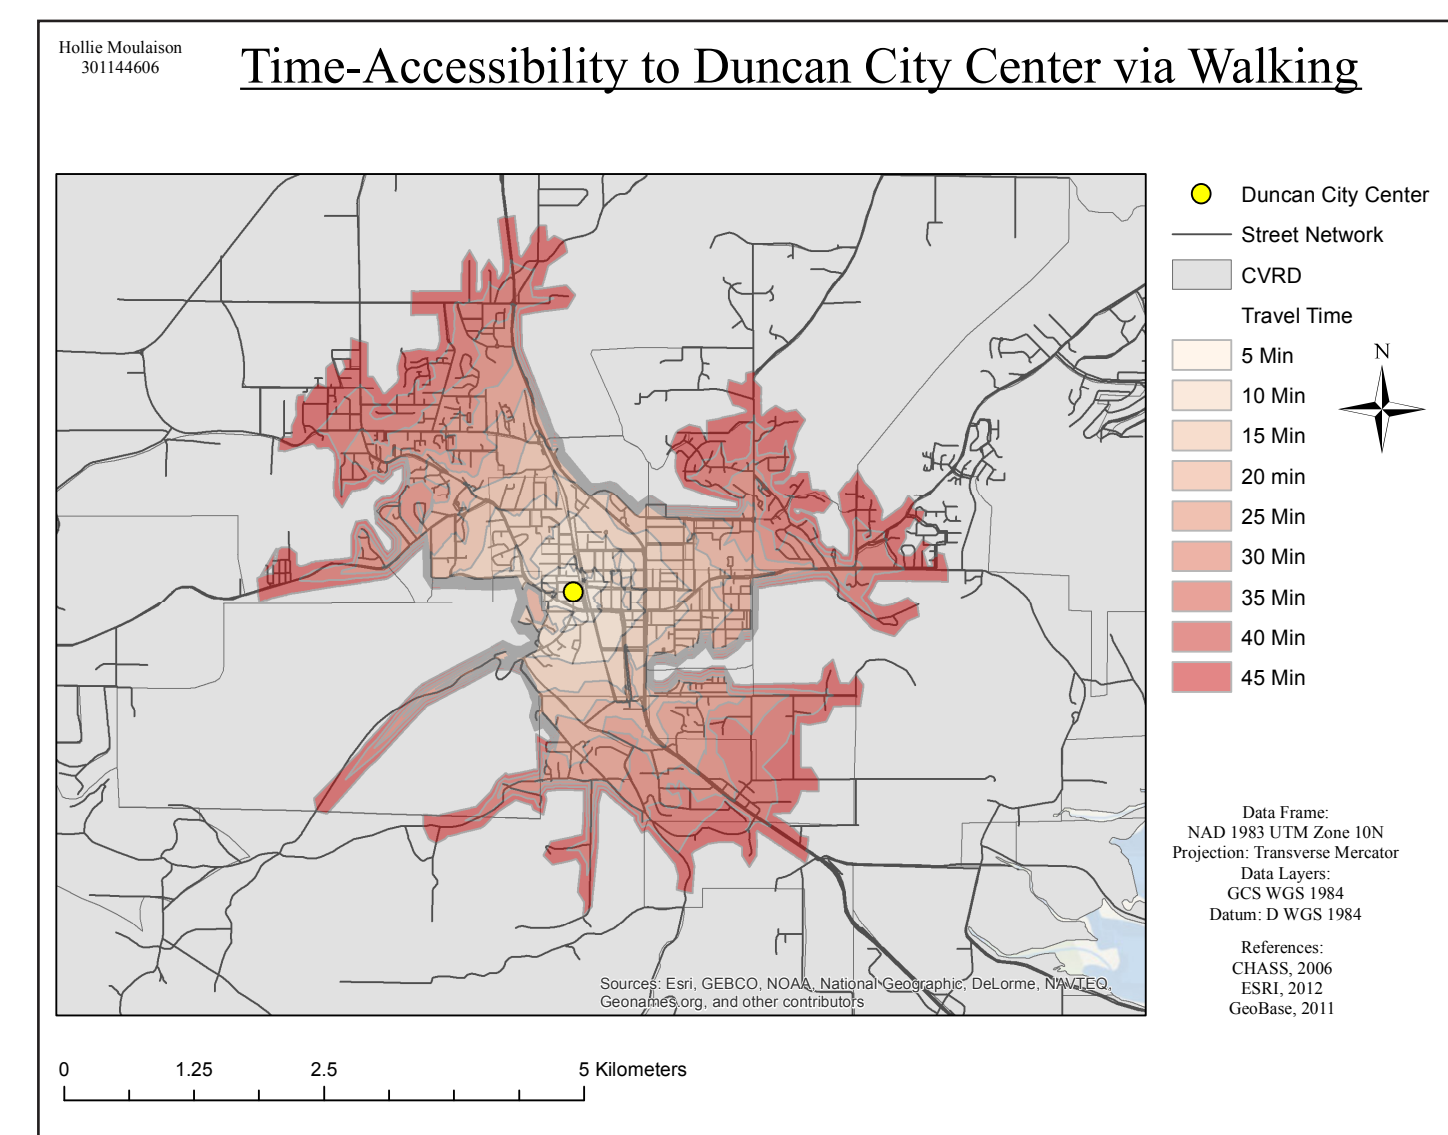 Hollie Moulaison
301144606
Time-Accessibility to Duncan City Center via Walking
Duncan City Center
Street Network
CVRD
Travel Time
5 Min
10 Min
15 Min
20 min
25 Min
30 Min
35 Min
40 Min
45 Min
N
Data Frame:
NAD 1983 UTM Zone 10N
Projection: Transverse Mercator
Data Layers:
GCS WGS 1984
Datum: D WGS 1984
References:
CHASS, 2006
ESRI, 2012
GeoBase, 2011
Sources: Esri, GEBCO, NOAA, National Geographic, DeLorme, NAVTEQ,
Geonames.org, and other contributors
0 1.25 2.5 5 Kilometers